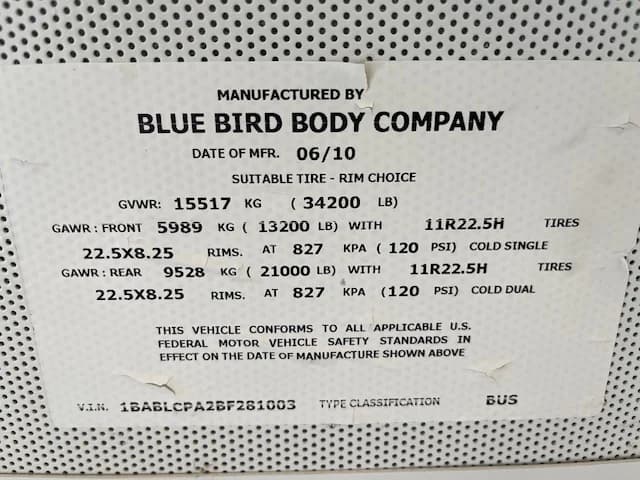 MANUFACTURED BY
BLUE BIRD BODY COMPANY
DATE OF MFR. 06/10
SUITABLE TIRE - RIM CHOICE
GVWR: 15517 KG ( 34200 LB)
GAWR : FRONT 5989 KG ( 13200 LB) WITH 11R22.5H TIRES
22.5X8.25 RIMS. AT 827 KPA ( 120 PSI) COLD SINGLE
GAWR : REAR 9528 KG ( 21000 LB) WITH 11R22.5H TIRES
22.5X8.25 RIMS. AT 827 KPA (120 PSI) COLD DUAL
THIS VEHICLE CONFORMS TO ALL APPLICABLE U.S.
FEDERAL MOTOR VEHICLE SAFETY STANDARDS IN
EFFECT ON THE DATE OF MANUFACTURE SHOWN ABOVE
V.I.N. 1BABLCPA2BF281003 TYPE CLASSIFICATION BUS